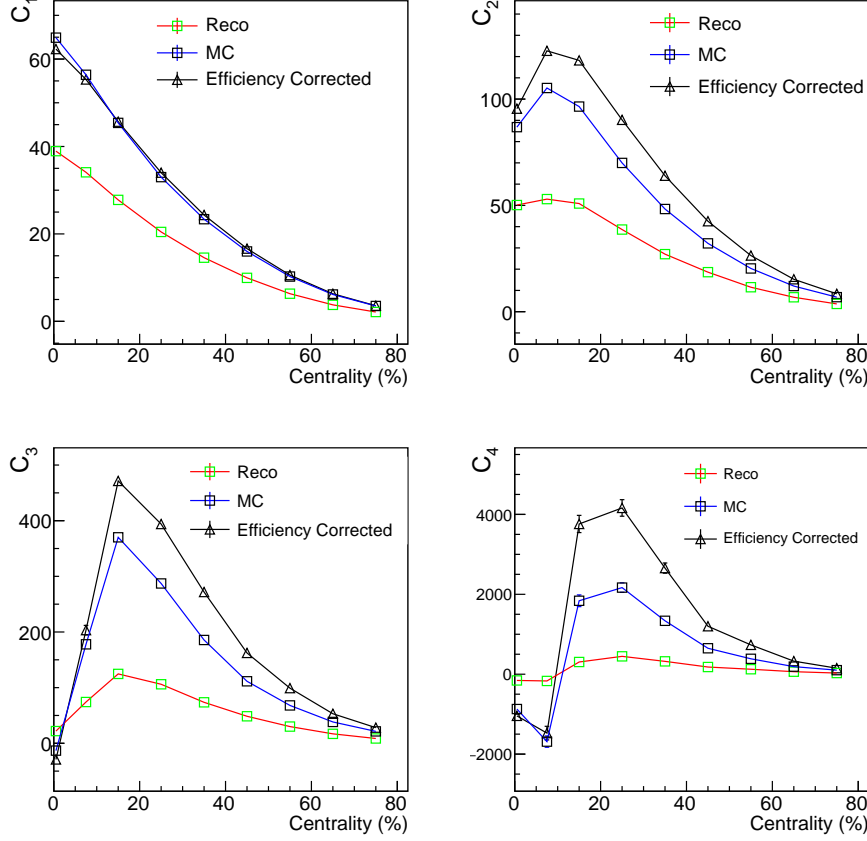 C1
Reco
MC
Efficiency Corrected
60
40
20
0
0 20 40 60 80
Centrality (%)
C2
Reco
MC
Efficiency Corrected
100
50
0
0 20 40 60 80
Centrality (%)
C3
Reco
MC
Efficiency Corrected
400
200
0
0 20 40 60 80
Centrality (%)
C4
Reco
MC
Efficiency Corrected
4000
2000
0
−2000
0 20 40 60 80
Centrality (%)